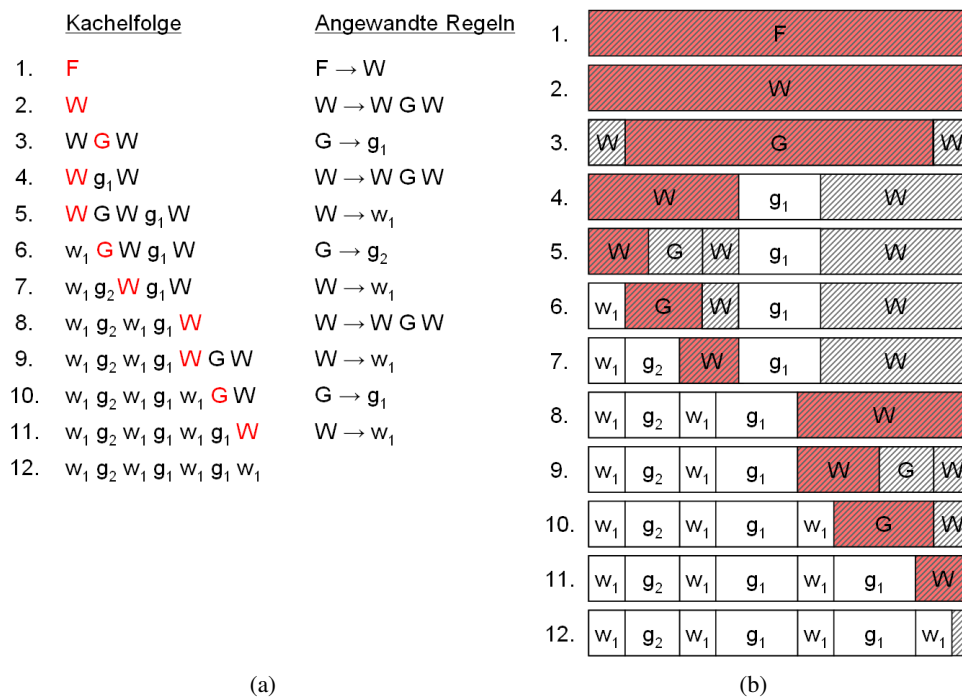 Kachelfolge Angewandte Regeln
1. F F → W
2. W W → W G W
3. W G W G → g₁
4. W g₁ W W → W G W
5. W G W g₁ W W → w₁
6. w₁ G W g₁ W G → g₂
7. w₁ g₂ W g₁ W W → w₁
8. w₁ g₂ w₁ g₁ W W → W G W
9. w₁ g₂ w₁ g₁ W G W W → w₁
10. w₁ g₂ w₁ g₁ w₁ G W G → g₁
11. w₁ g₂ w₁ g₁ w₁ g₁ W W → w₁
12. w₁ g₂ w₁ g₁ w₁ g₁ w₁
(a)
1. F
2. W
3. W G W
4. W g₁ W
5. W G W g₁ W
6. w₁ G W g₁ W
7. w₁ g₂ W g₁ W
8. w₁ g₂ w₁ g₁ W
9. w₁ g₂ w₁ g₁ W G W
10. w₁ g₂ w₁ g₁ w₁ G W
11. w₁ g₂ w₁ g₁ w₁ g₁ W
12. w₁ g₂ w₁ g₁ w₁ g₁ w₁
(b)